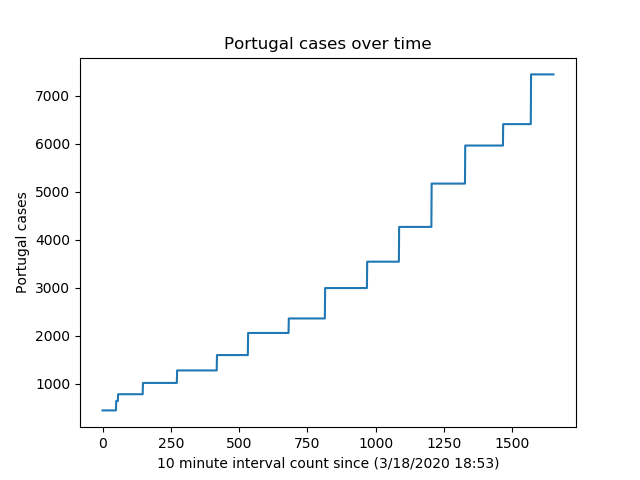 Portugal cases over time
7000
6000
5000
4000
3000
2000
1000
Portugal cases
0 250 500 750 1000 1250 1500
10 minute interval count since (3/18/2020 18:53)